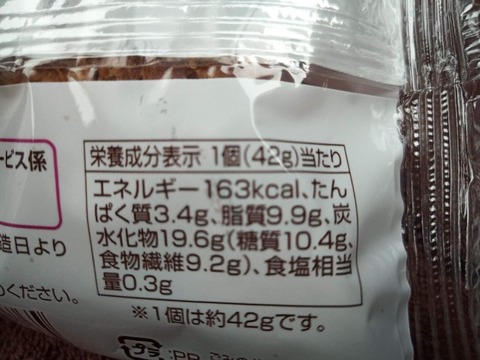 ービス係
栄養成分表示 1個(42g)当たり
エネルギー163kcal、たん
ぱく質3.4g、脂質9.9g、炭
水化物19.6g(糖質10.4g、
食物繊維9.2g)、食塩相当
量0.3g
造日より
ください。
※1個は約42gです。
プラ
:PP